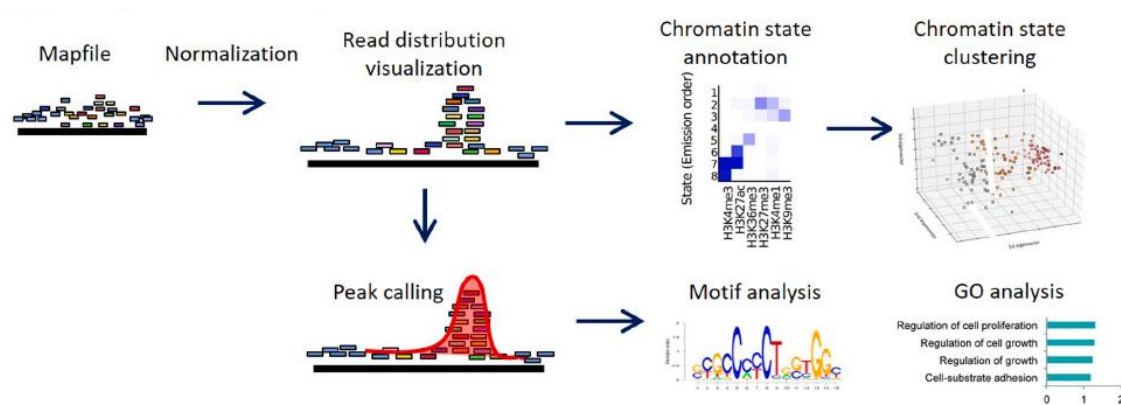 Mapfile
Normalization
Read distribution
visualization
Chromatin state
annotation
Chromatin state
clustering
State (Emission order)
1
2
3
4
5
6
7
8
H3K4me3
H3K27ac
H3K36me3
H3K27me3
H3K4me1
H3K9me3
Peak calling
Motif analysis
GO analysis
Regulation of cell proliferation
Regulation of cell growth
Regulation of growth
Cell-substrate adhesion
0 1 2